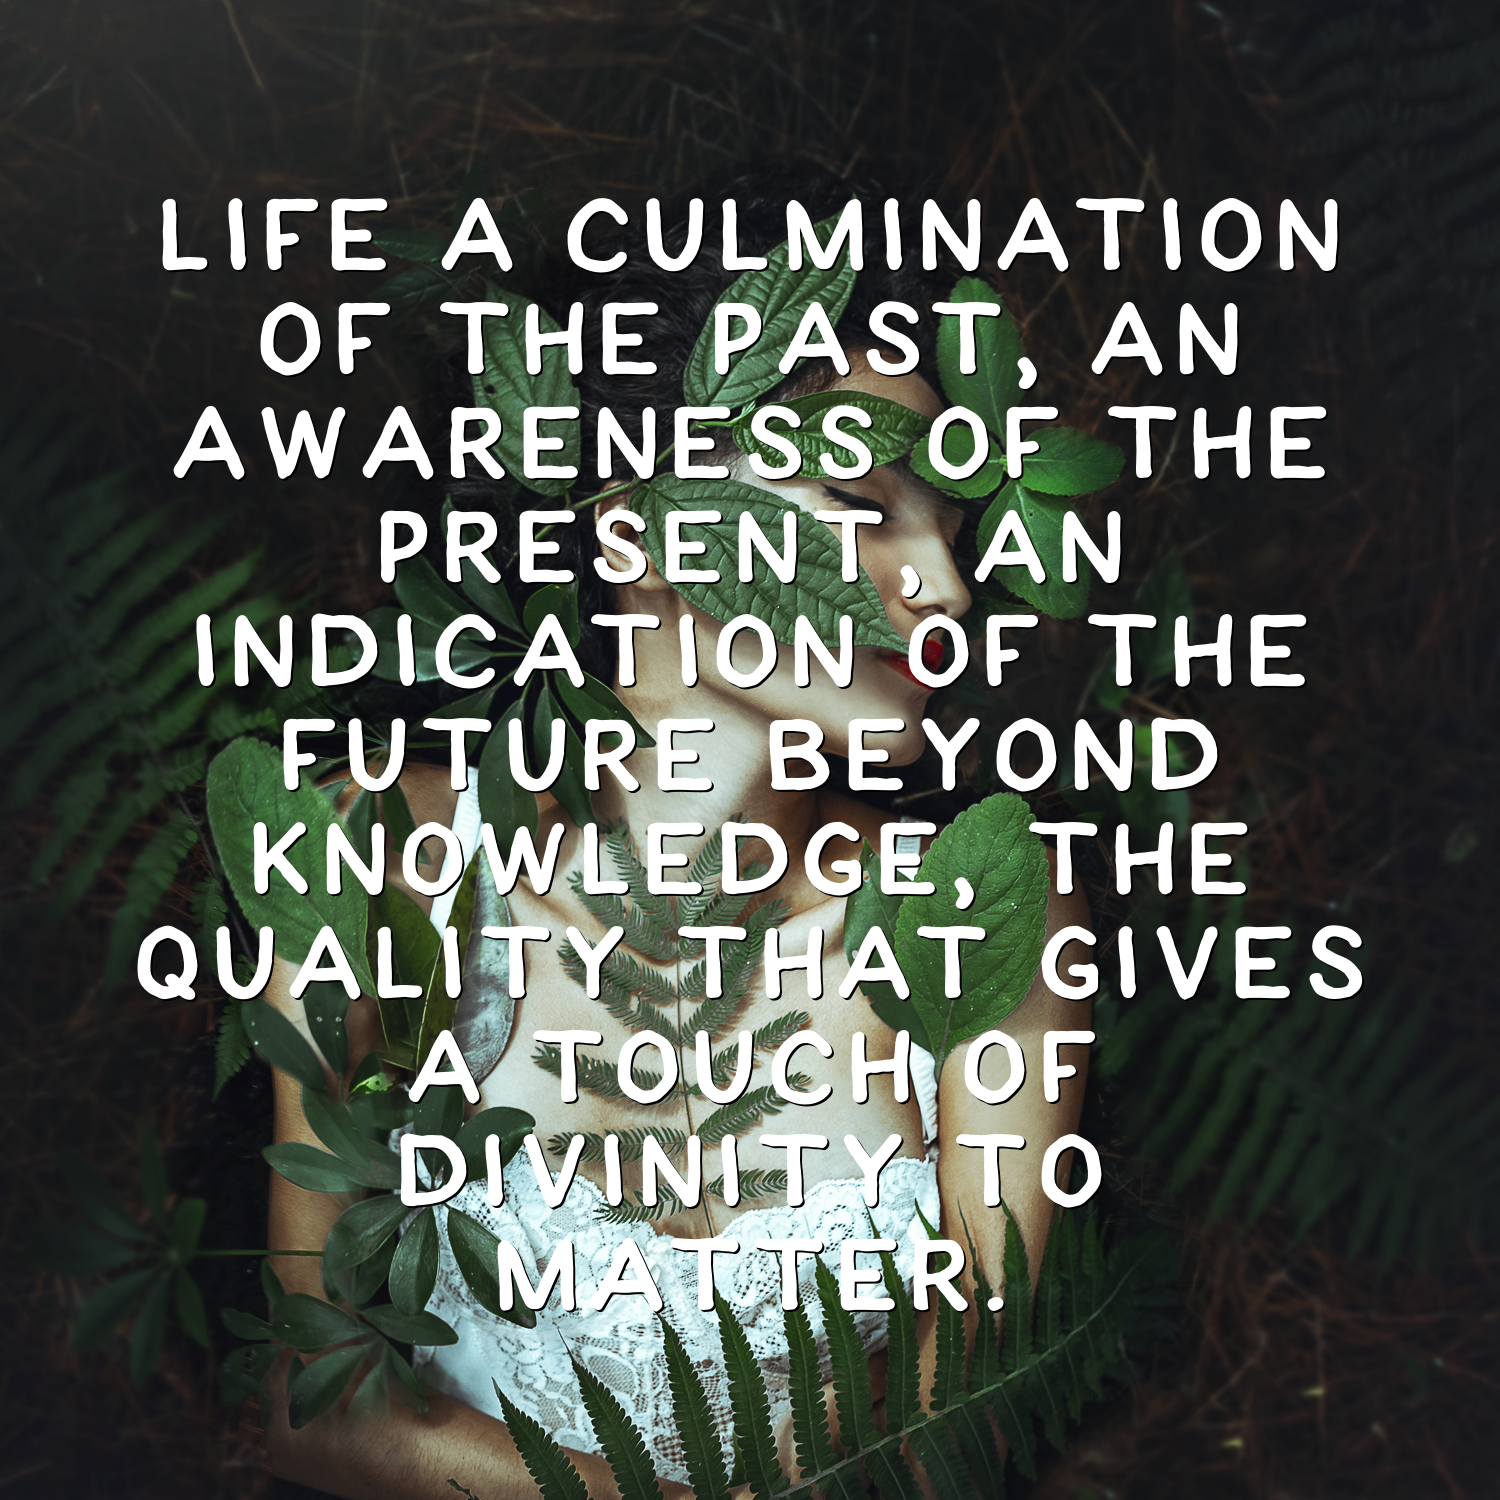 LIFE A CULMINATION
OF THE PAST, AN
AWARENESS OF THE
PRESENT, AN
INDICATION OF THE
FUTURE BEYOND
KNOWLEDGE, THE
QUALITY THAT GIVES
A TOUCH OF
DIVINITY TO
MATTER.